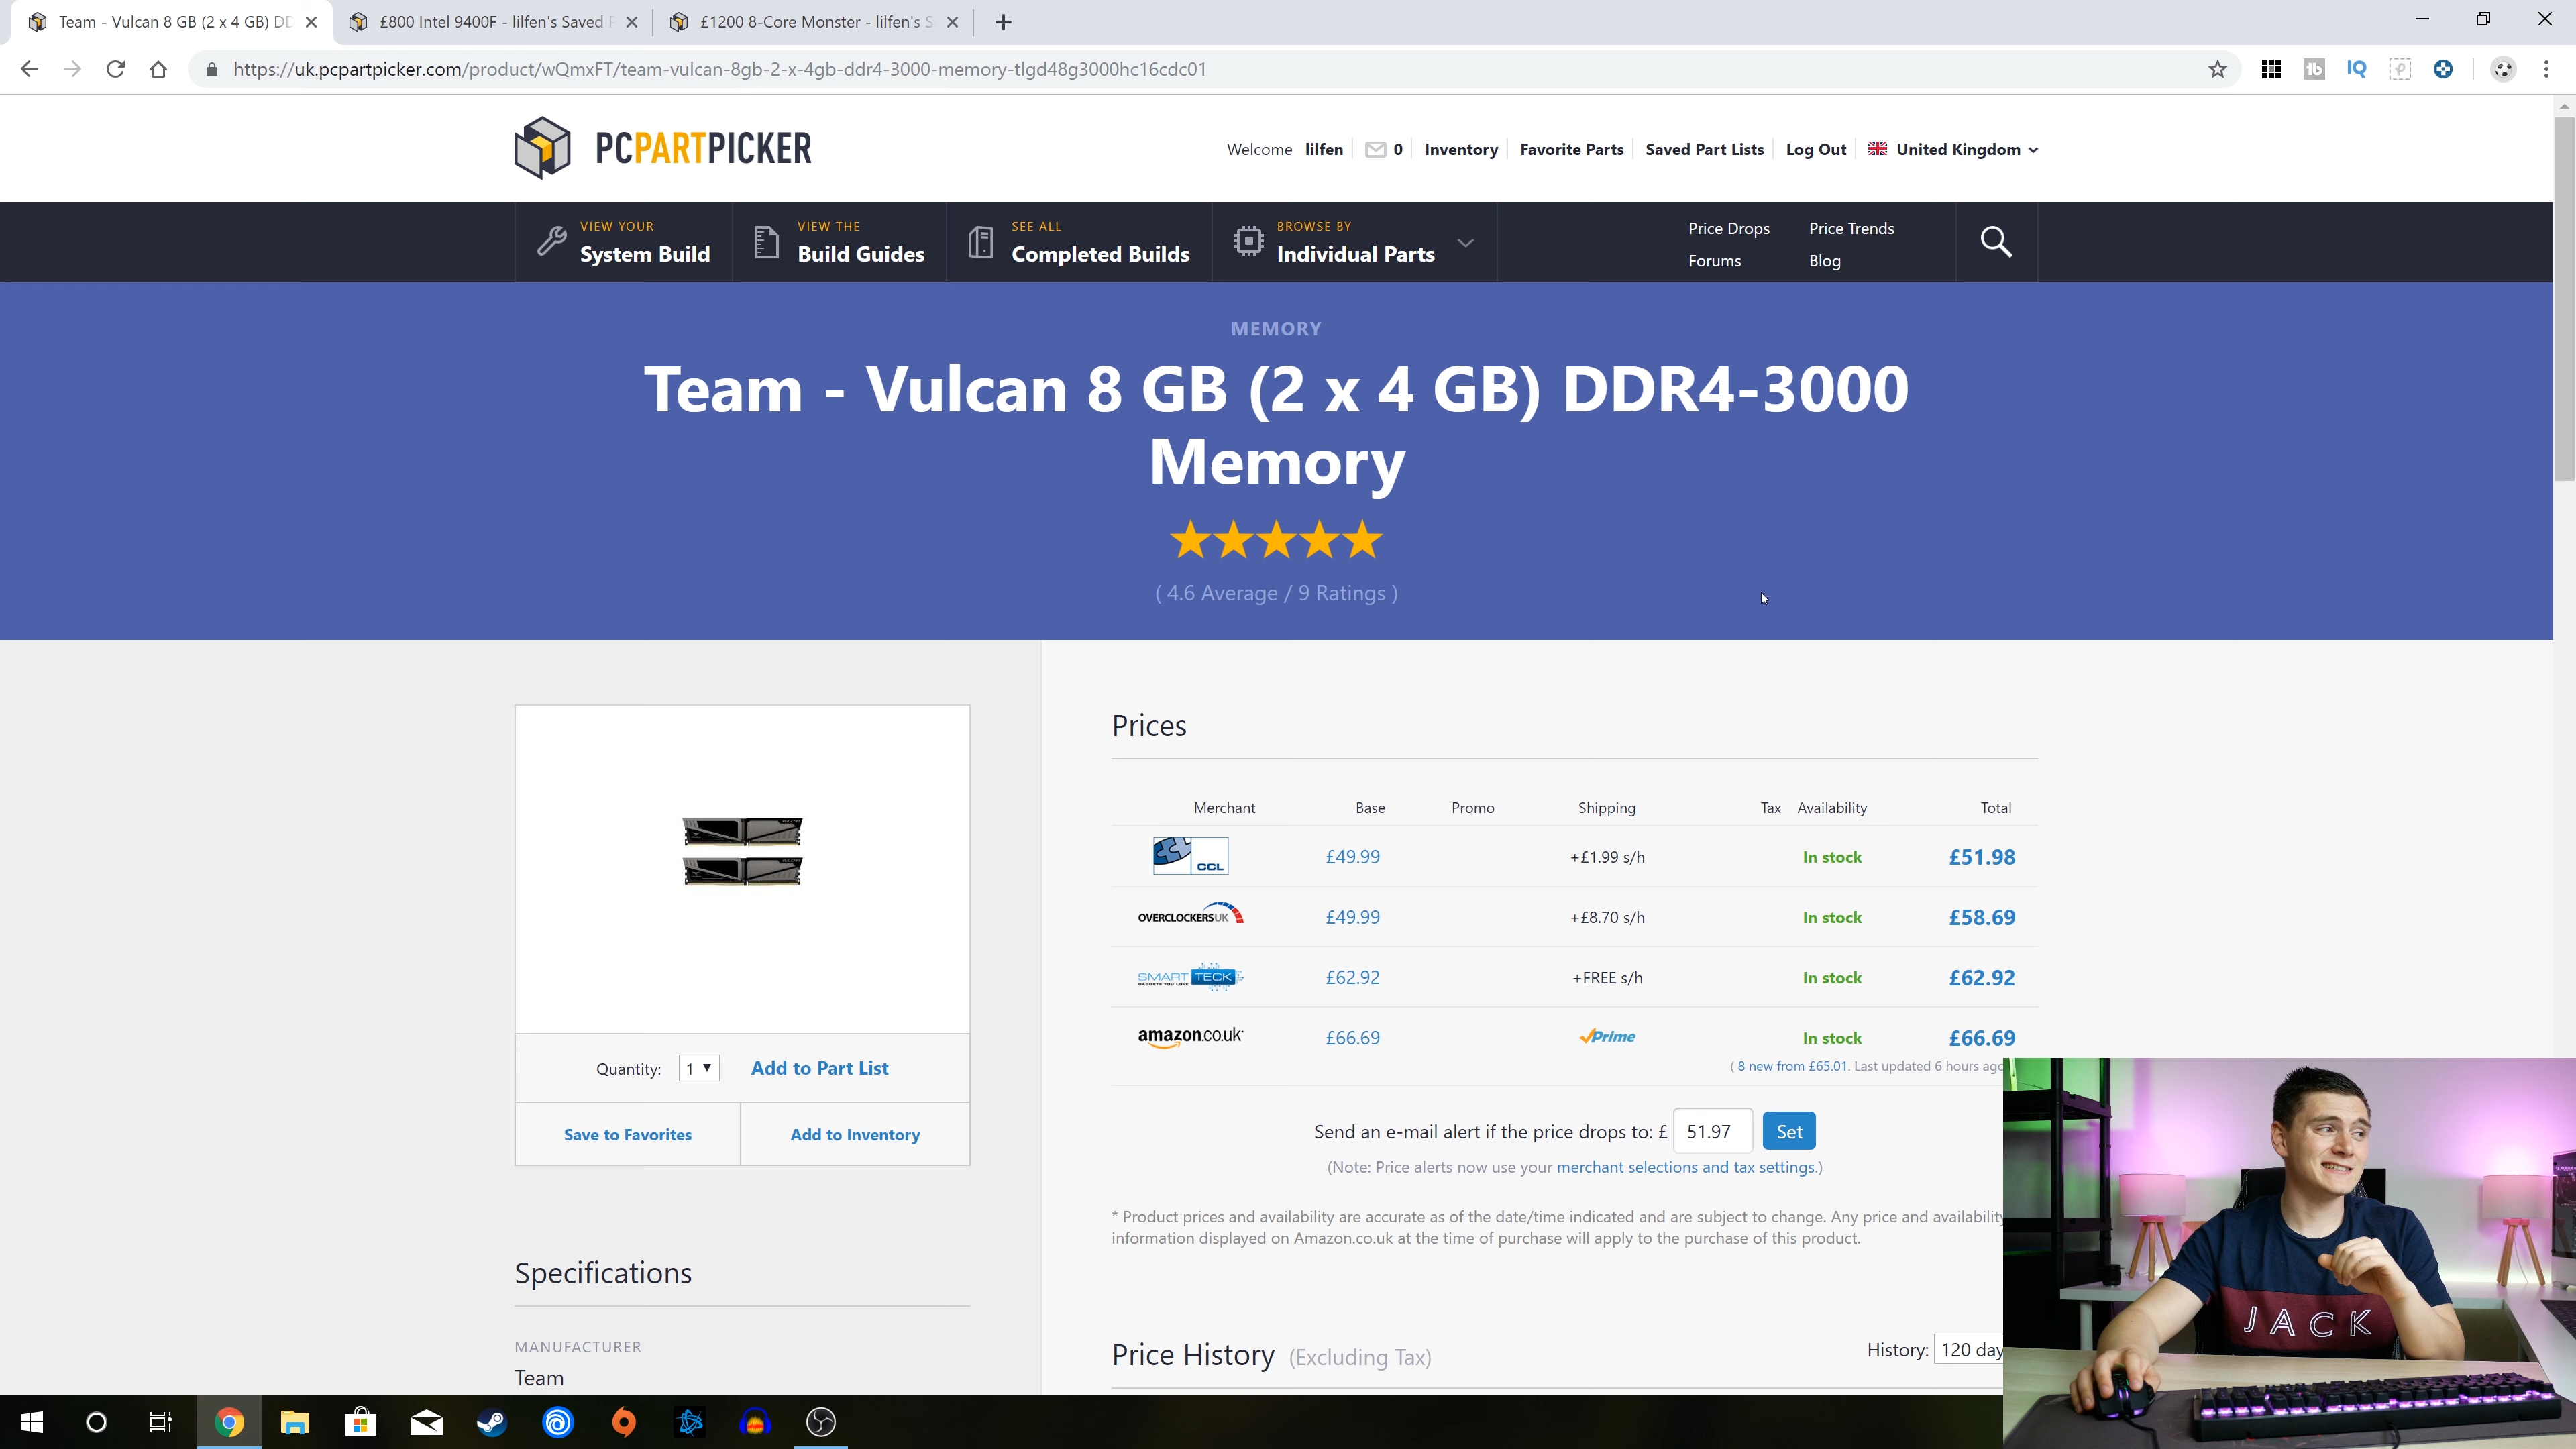 Team - Vulcan 8 GB (2 x 4 GB) DD
£800 Intel 9400F - lilfen's Saved P
£1200 8-Core Monster - lilfen's S
https://uk.pcpartpicker.com/product/wQmxFT/team-vulcan-8gb-2-x-4gb-ddr4-3000-memory-tlgd48g3000hc16cdc01
tb
IQ
PCPARTPICKER
Welcome lilfen 0 Inventory Favorite Parts Saved Part Lists Log Out United Kingdom
VIEW YOUR
System Build
VIEW THE
Build Guides
SEE ALL
Completed Builds
BROWSE BY
Individual Parts
Price Drops Price Trends
Forums Blog
MEMORY
Team - Vulcan 8 GB (2 x 4 GB) DDR4-3000
Memory
( 4.6 Average / 9 Ratings )
Quantity: 1 Add to Part List
Save to Favorites Add to Inventory
Specifications
MANUFACTURER
Team
Prices
Merchant Base Promo Shipping Tax Availability Total
CCL £49.99 +£1.99 s/h In stock £51.98
OVERCLOCKERSUK £49.99 +£8.70 s/h In stock £58.69
SMART TECK GADGETS YOU LOVE £62.92 +FREE s/h In stock £62.92
amazon.co.uk £66.69 Prime In stock £66.69
( 8 new from £65.01. Last updated 6 hours ago
Send an e-mail alert if the price drops to: £ 51.97 Set
(Note: Price alerts now use your merchant selections and tax settings.)
* Product prices and availability are accurate as of the date/time indicated and are subject to change. Any price and availability
information displayed on Amazon.co.uk at the time of purchase will apply to the purchase of this product.
Price History (Excluding Tax)
History: 120 day
JACK